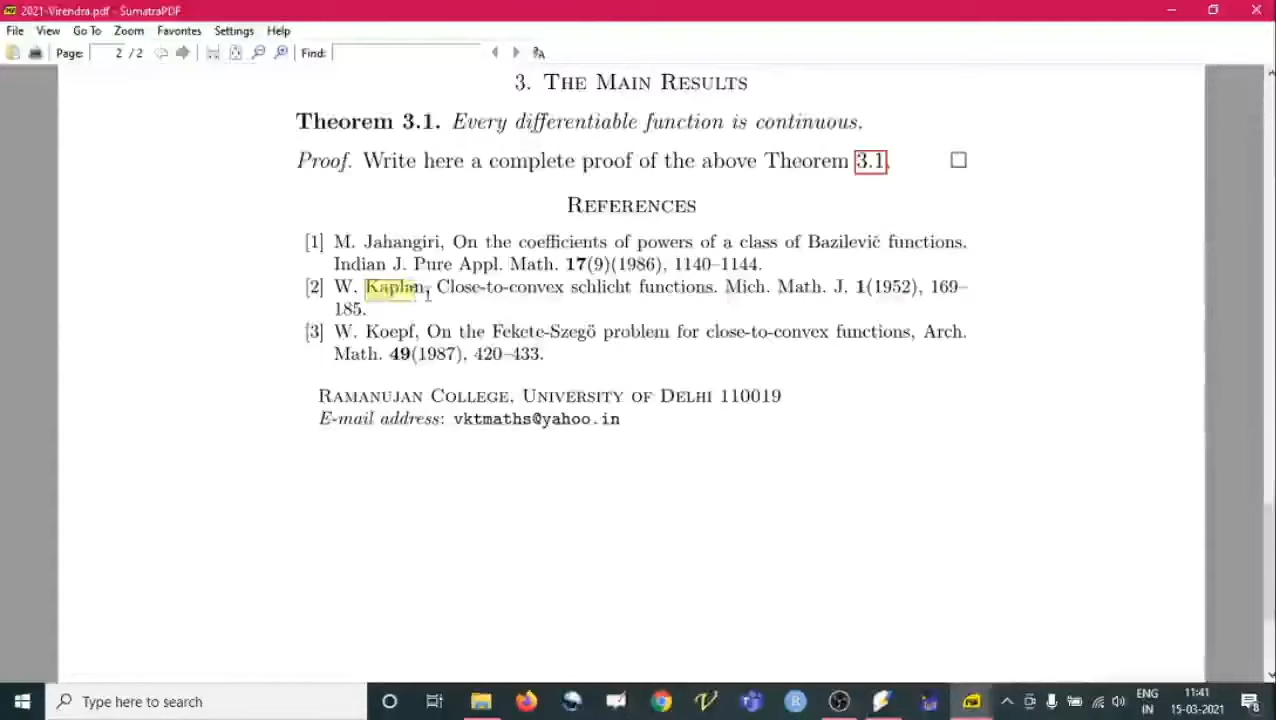 2021-Virendra.pdf - SumatraPDF
File View Go To Zoom Favorites Settings Help
Page: 2 / 2 Find:
3. The Main Results
Theorem 3.1. Every differentiable function is continuous.
Proof. Write here a complete proof of the above Theorem 3.1. □
References
[1] M. Jahangiri, On the coefficients of powers of a class of Bazilevič functions.
Indian J. Pure Appl. Math. 17(9)(1986), 1140–1144.
[2] W. Kaplan, Close-to-convex schlicht functions. Mich. Math. J. 1(1952), 169–
185.
[3] W. Koepf, On the Fekete-Szegö problem for close-to-convex functions, Arch.
Math. 49(1987), 420–433.
Ramanujan College, University of Delhi 110019
E-mail address: vktmaths@yahoo.in
Type here to search
ENG 11:41
IN 15-03-2021